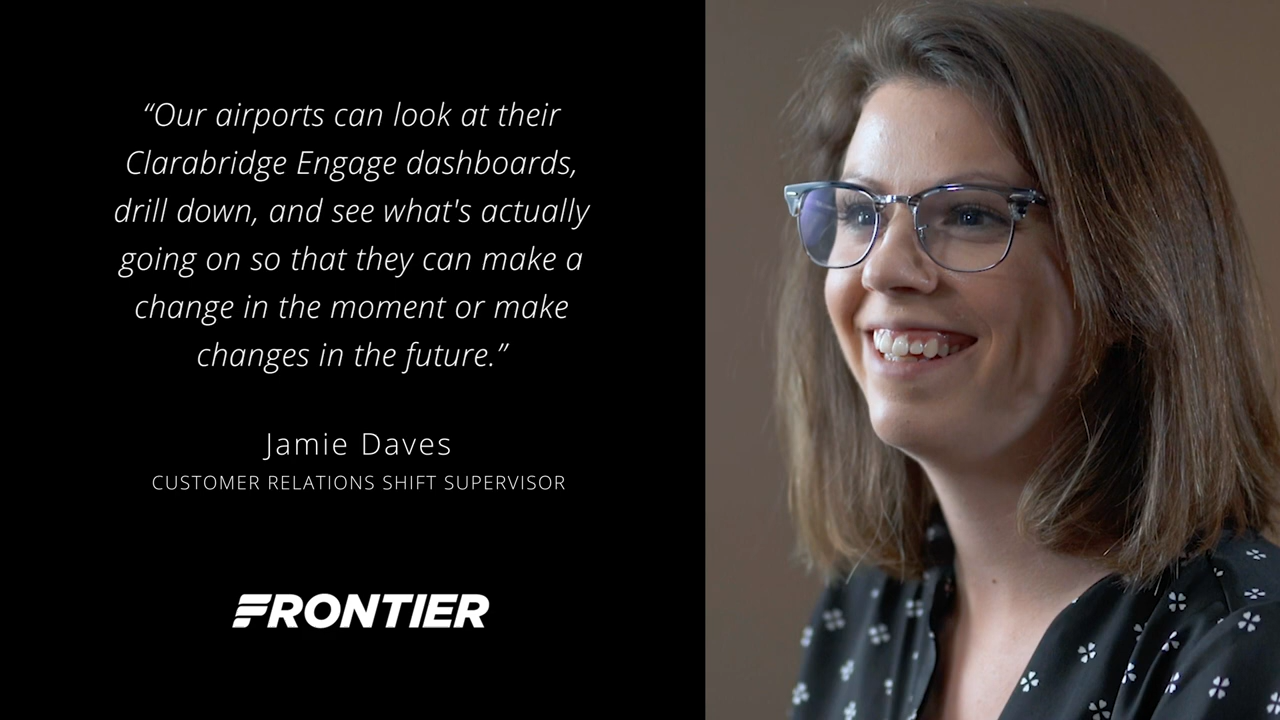 “Our airports can look at their
Clarabridge Engage dashboards,
drill down, and see what's actually
going on so that they can make a
change in the moment or make
changes in the future.”
Jamie Daves
CUSTOMER RELATIONS SHIFT SUPERVISOR
FRONTIER